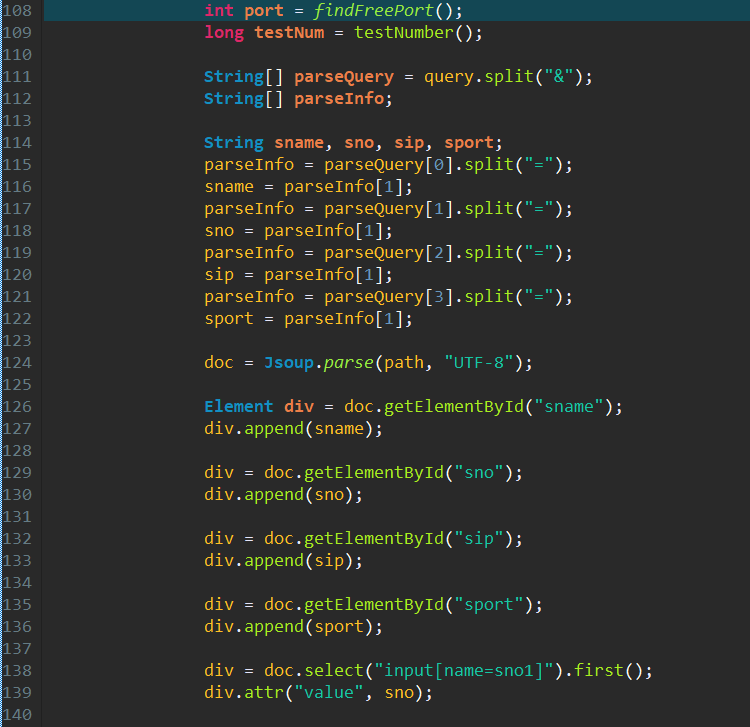 108 int port = findFreePort();
109 long testNum = testNumber();
110
111 String[] parseQuery = query.split("&");
112 String[] parseInfo;
113
114 String sname, sno, sip, sport;
115 parseInfo = parseQuery[0].split("=");
116 sname = parseInfo[1];
117 parseInfo = parseQuery[1].split("=");
118 sno = parseInfo[1];
119 parseInfo = parseQuery[2].split("=");
120 sip = parseInfo[1];
121 parseInfo = parseQuery[3].split("=");
122 sport = parseInfo[1];
123
124 doc = Jsoup.parse(path, "UTF-8");
125
126 Element div = doc.getElementById("sname");
127 div.append(sname);
128
129 div = doc.getElementById("sno");
130 div.append(sno);
131
132 div = doc.getElementById("sip");
133 div.append(sip);
134
135 div = doc.getElementById("sport");
136 div.append(sport);
137
138 div = doc.select("input[name=sno1]").first();
139 div.attr("value", sno);
140